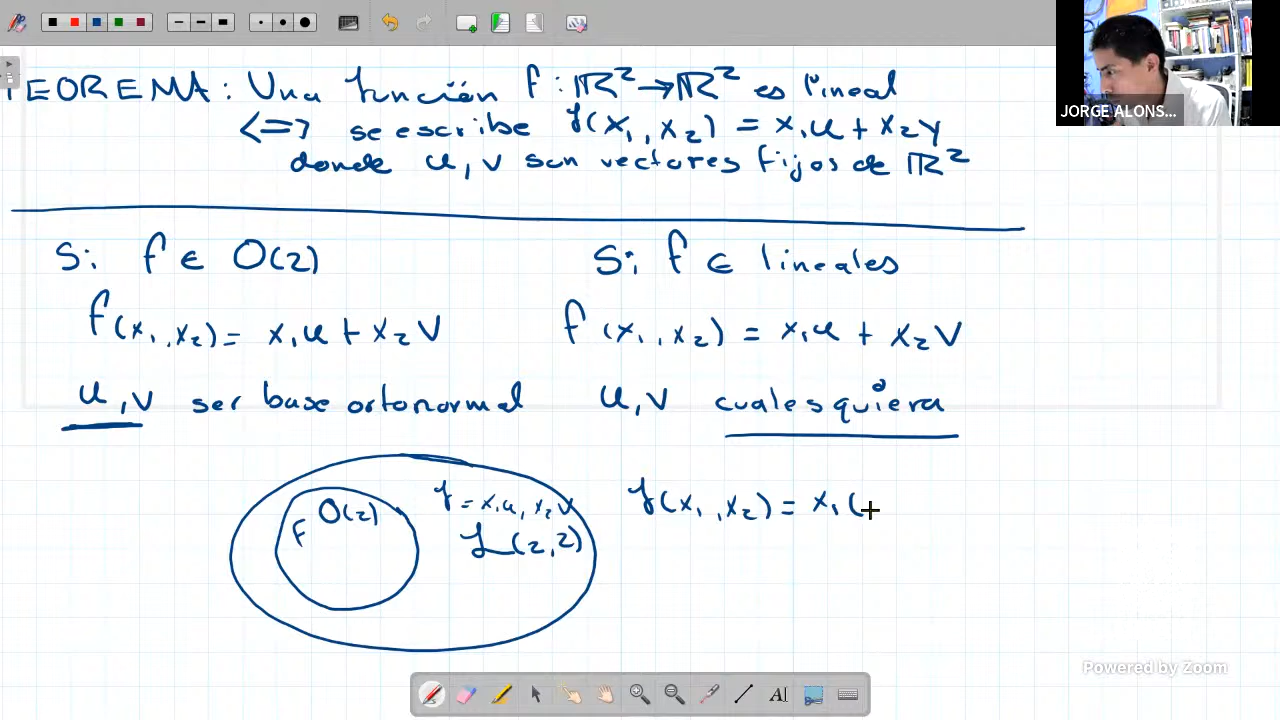 TEOREMA: Una función f: ℝ² → ℝ² es lineal
<=> se escribe f(x₁, x₂) = x₁u + x₂v
donde u, v son vectores fijos de ℝ²
Si f ∈ O(2)
f(x₁, x₂) = x₁u + x₂v
u, v ser base ortonormal
Si f ∈ lineales
f(x₁, x₂) = x₁u + x₂v
u, v cualesquiera
O(2)
f
f = x₁u, x₂v
L(2,2)
f(x₁, x₂) = x₁(
JORGE ALONS...
AI
Powered by Zoom